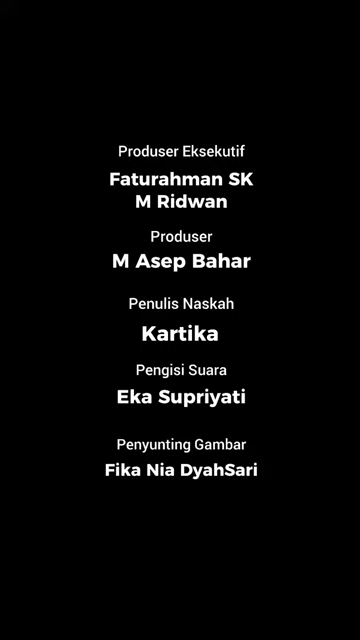 Produser Eksekutif
Faturahman SK
M Ridwan
Produser
M Asep Bahar
Penulis Naskah
Kartika
Pengisi Suara
Eka Supriyati
Penyunting Gambar
Fika Nia DyahSari